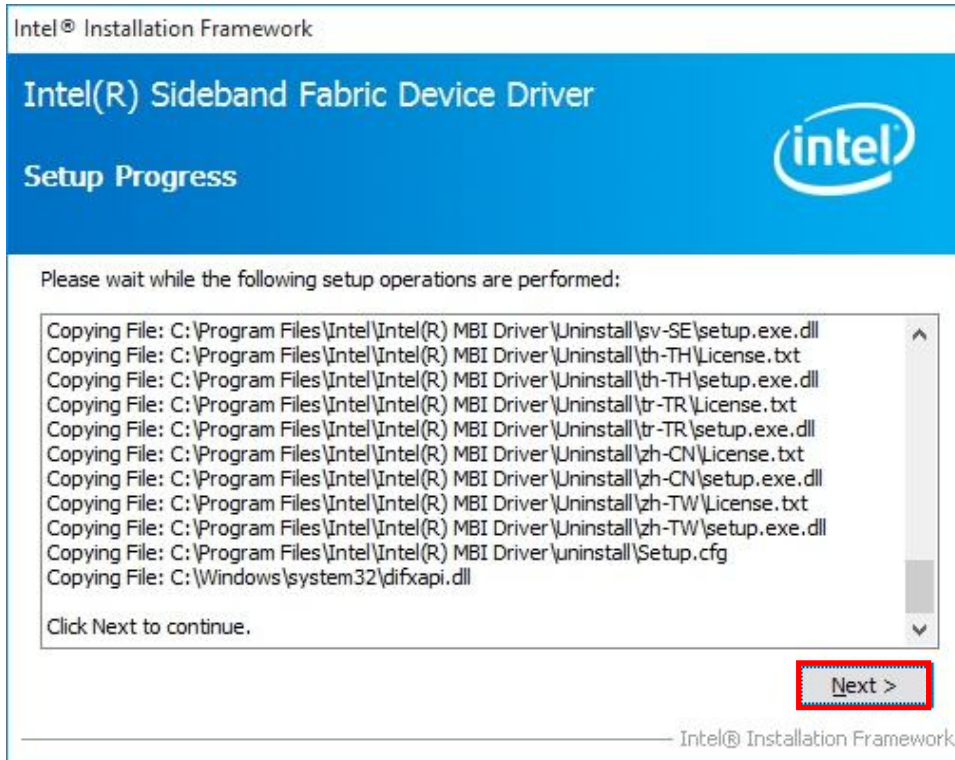 Intel® Installation Framework
Intel(R) Sideband Fabric Device Driver
intel®
Setup Progress
Please wait while the following setup operations are performed:
Copying File: C:\Program Files\Intel\Intel(R) MBI Driver\Uninstall\sv-SE\setup.exe.dll
Copying File: C:\Program Files\Intel\Intel(R) MBI Driver\Uninstall\th-TH\License.txt
Copying File: C:\Program Files\Intel\Intel(R) MBI Driver\Uninstall\th-TH\setup.exe.dll
Copying File: C:\Program Files\Intel\Intel(R) MBI Driver\Uninstall\tr-TR\License.txt
Copying File: C:\Program Files\Intel\Intel(R) MBI Driver\Uninstall\tr-TR\setup.exe.dll
Copying File: C:\Program Files\Intel\Intel(R) MBI Driver\Uninstall\zh-CN\License.txt
Copying File: C:\Program Files\Intel\Intel(R) MBI Driver\Uninstall\zh-CN\setup.exe.dll
Copying File: C:\Program Files\Intel\Intel(R) MBI Driver\Uninstall\zh-TW\License.txt
Copying File: C:\Program Files\Intel\Intel(R) MBI Driver\Uninstall\zh-TW\setup.exe.dll
Copying File: C:\Program Files\Intel\Intel(R) MBI Driver\uninstall\Setup.cfg
Copying File: C:\Windows\system32\difxapi.dll
Click Next to continue.
Next >
Intel® Installation Framework